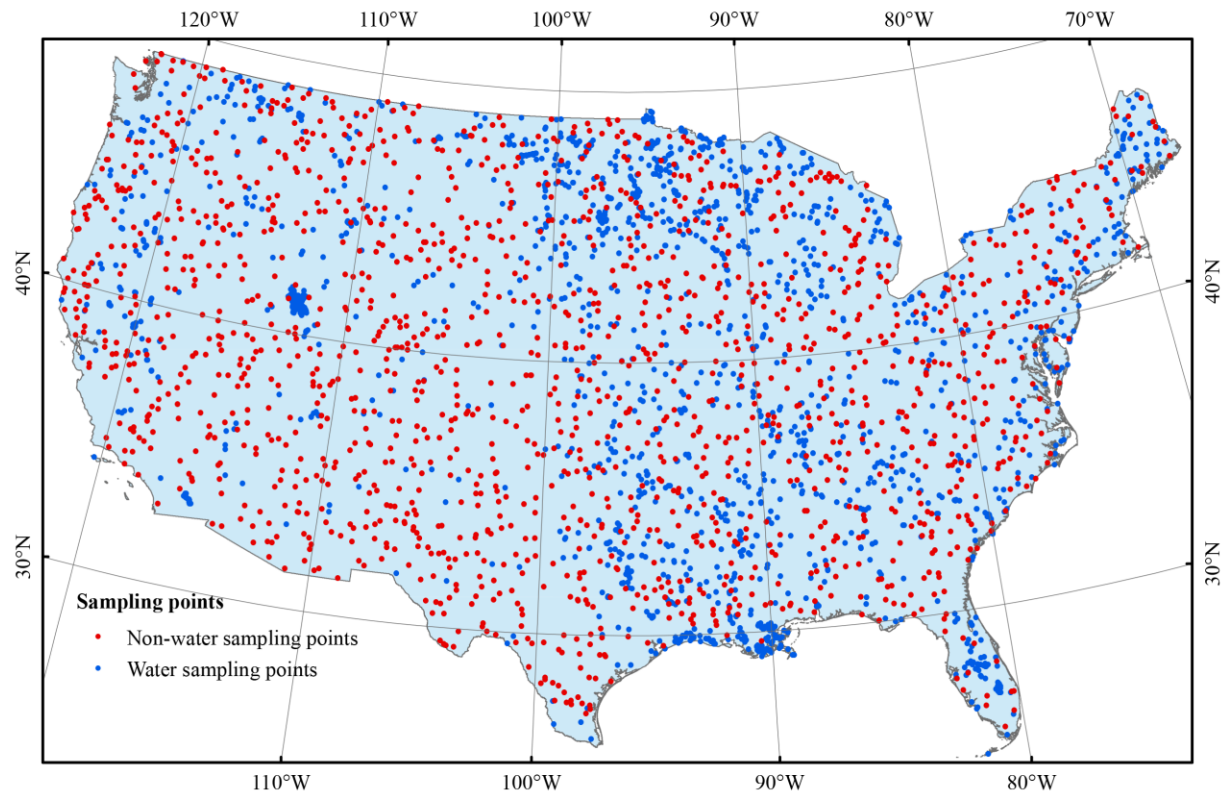 120°W 110°W 100°W 90°W 80°W 70°W
40°N 40°N
30°N 30°N
Sampling points
Non-water sampling points
Water sampling points
110°W 100°W 90°W 80°W